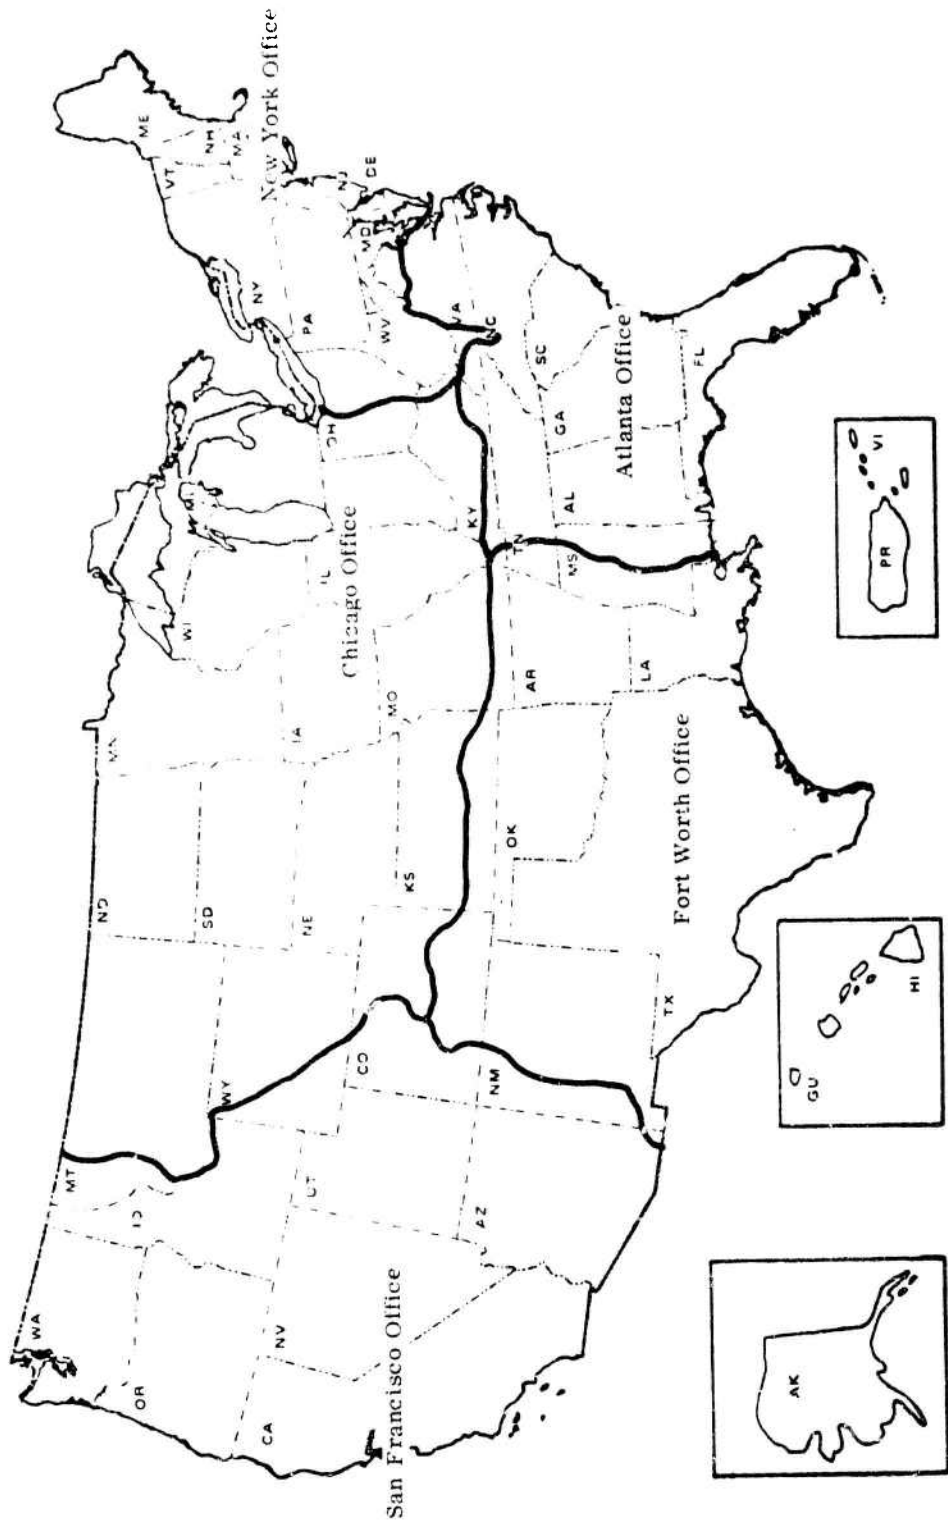 WA
MT
ND
MN
WI
MI
VT
ME
NH
MA
NY
New York Office
OR
ID
WY
SD
IA
IL
OH
PA
NJ
DE
MD
WV
VA
Chicago Office
NE
CA
NV
UT
CO
KS
MO
KY
San Francisco Office
AZ
NM
OK
AR
TN
NC
SC
GA
AL
MS
LA
TX
FL
Atlanta Office
Fort Worth Office
AK
GU
HI
PR
VI